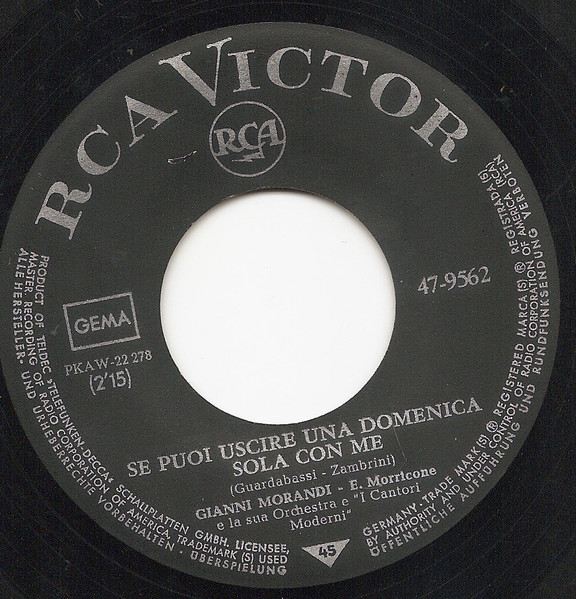 RCA VICTOR
RCA
47-9562
GEMA
PKAW-22 278
(2'15)
SE PUOI USCIRE UNA DOMENICA
SOLA CON ME
(Guardabassi - Zambrini)
GIANNI MORANDI - E. Morricone
e la sua Orchestra e "I Cantori
Moderni"
45
PRODUCT OF TELDEC »TELEFUNKEN-DECCA« SCHALLPLATTEN GMBH. LICENSEE,
MASTER RECORDING OF RADIO CORPORATION OF AMERICA, TRADEMARK (S) USED
ALLE HERSTELLER- UND URHEBERRECHTE VORBEHALTEN · ÜBERSPIELUNG
GERMANY, TRADE MARK(S) ® REGISTERED MARCA(S) ® REGISTRADA(S)
BY AUTHORITY AND UNDER CONTROL OF RADIO CORPORATION OF AMERICA (RCA)
ÖFFENTLICHE AUFFÜHRUNG UND RUNDFUNKSENDUNG VERBOTEN